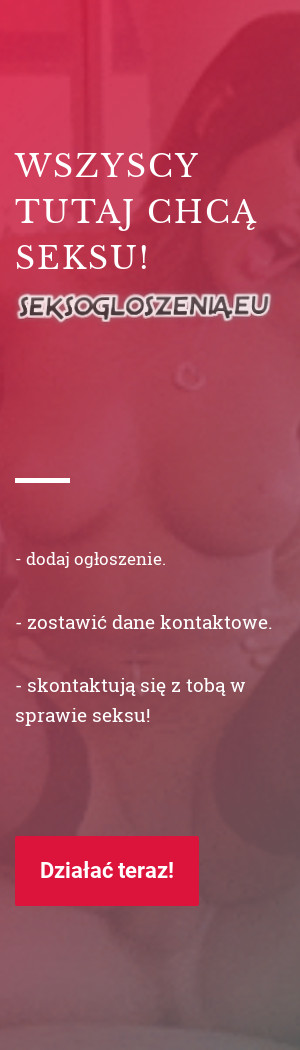 WSZYSCY
TUTAJ CHCĄ
SEKSU!
SEKSOGLOSZENIA.EU
- dodaj ogłoszenie.
- zostawić dane kontaktowe.
- skontaktują się z tobą w
sprawie seksu!
Działać teraz!